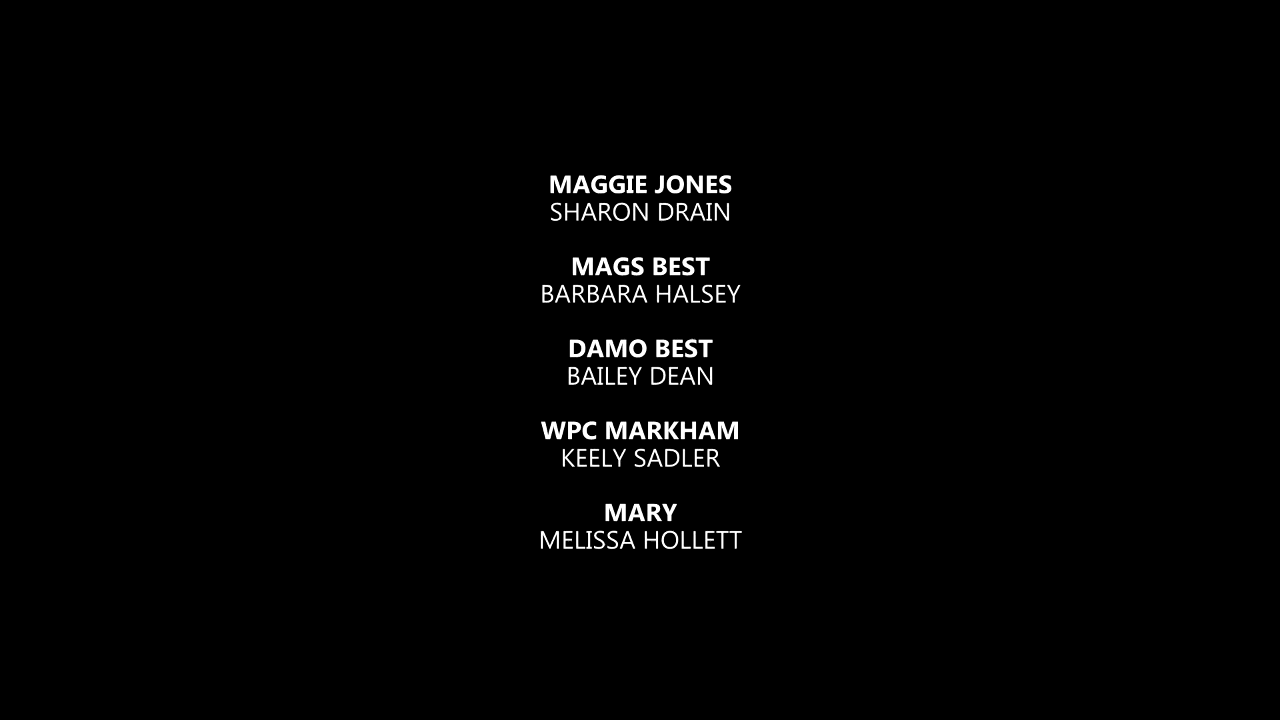 MAGGIE JONES
SHARON DRAIN
MAGS BEST
BARBARA HALSEY
DAMO BEST
BAILEY DEAN
WPC MARKHAM
KEELY SADLER
MARY
MELISSA HOLLETT